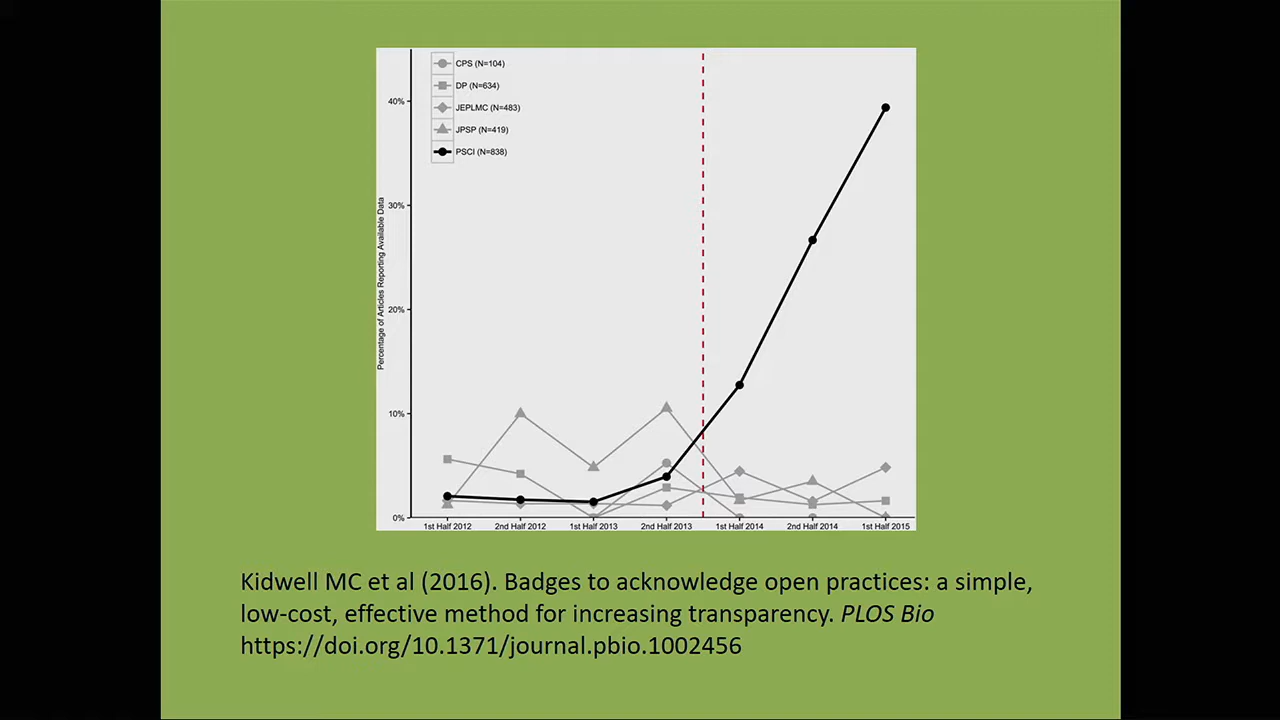 CPS (N=104)
DP (N=634)
JEPLMC (N=483)
JPSP (N=419)
PSCI (N=838)
Percentage of Articles Reporting Available Data
40%
30%
20%
10%
0%
1st Half 2012 2nd Half 2012 1st Half 2013 2nd Half 2013 1st Half 2014 2nd Half 2014 1st Half 2015
Kidwell MC et al (2016). Badges to acknowledge open practices: a simple,
low-cost, effective method for increasing transparency. PLOS Bio
https://doi.org/10.1371/journal.pbio.1002456